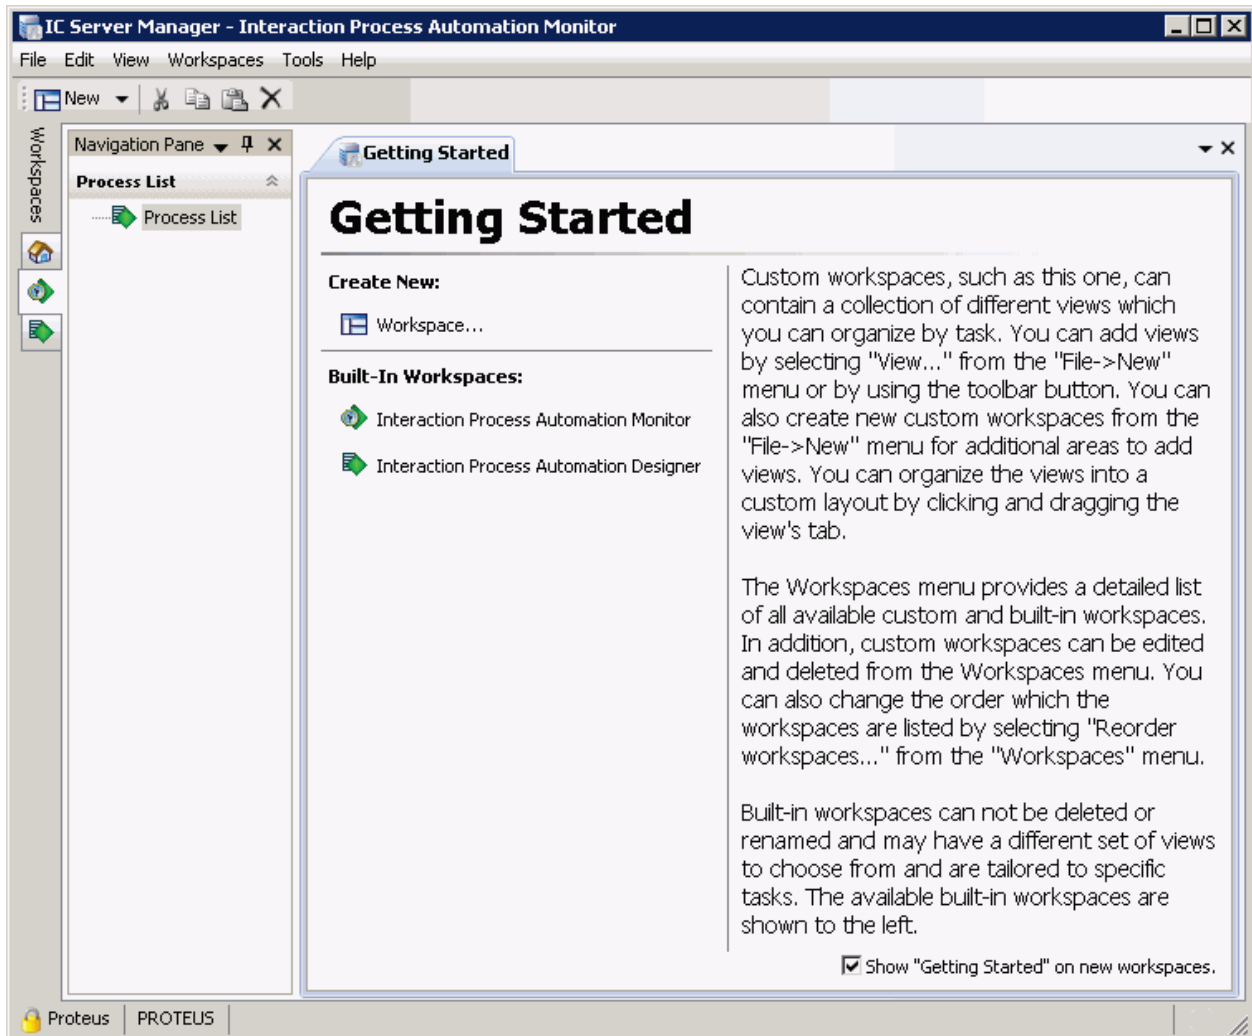 IC Server Manager - Interaction Process Automation Monitor
File Edit View Workspaces Tools Help
New
Workspaces
Navigation Pane
Process List
Process List
Getting Started
Getting Started
Create New:
Workspace...
Built-In Workspaces:
Interaction Process Automation Monitor
Interaction Process Automation Designer
Custom workspaces, such as this one, can
contain a collection of different views which
you can organize by task. You can add views
by selecting "View..." from the "File->New"
menu or by using the toolbar button. You can
also create new custom workspaces from the
"File->New" menu for additional areas to add
views. You can organize the views into a
custom layout by clicking and dragging the
view's tab.
The Workspaces menu provides a detailed list
of all available custom and built-in workspaces.
In addition, custom workspaces can be edited
and deleted from the Workspaces menu. You
can also change the order which the
workspaces are listed by selecting "Reorder
workspaces..." from the "Workspaces" menu.
Built-in workspaces can not be deleted or
renamed and may have a different set of views
to choose from and are tailored to specific
tasks. The available built-in workspaces are
shown to the left.
Show "Getting Started" on new workspaces.
Proteus PROTEUS